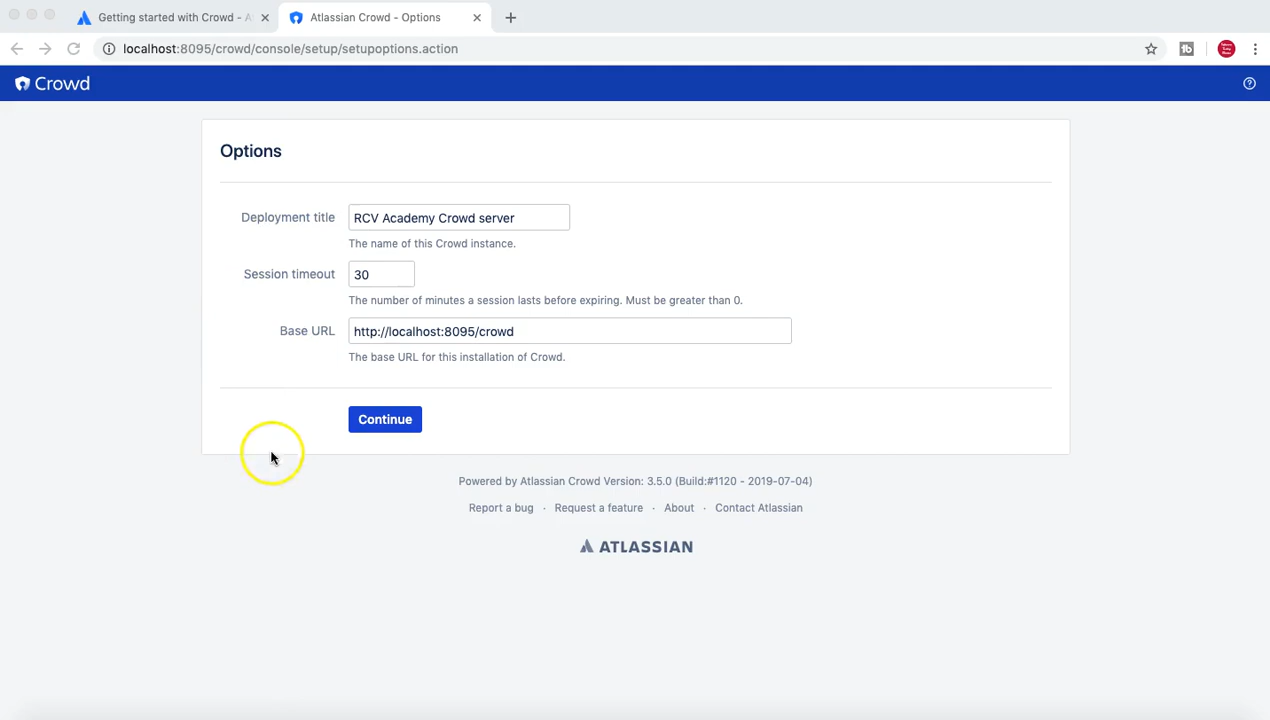 Getting started with Crowd - A
Atlassian Crowd - Options
localhost:8095/crowd/console/setup/setupoptions.action
Crowd
Options
Deployment title
RCV Academy Crowd server
The name of this Crowd instance.
Session timeout
30
The number of minutes a session lasts before expiring. Must be greater than 0.
Base URL
http://localhost:8095/crowd
The base URL for this installation of Crowd.
Continue
Powered by Atlassian Crowd Version: 3.5.0 (Build:#1120 - 2019-07-04)
Report a bug · Request a feature · About · Contact Atlassian
ATLASSIAN